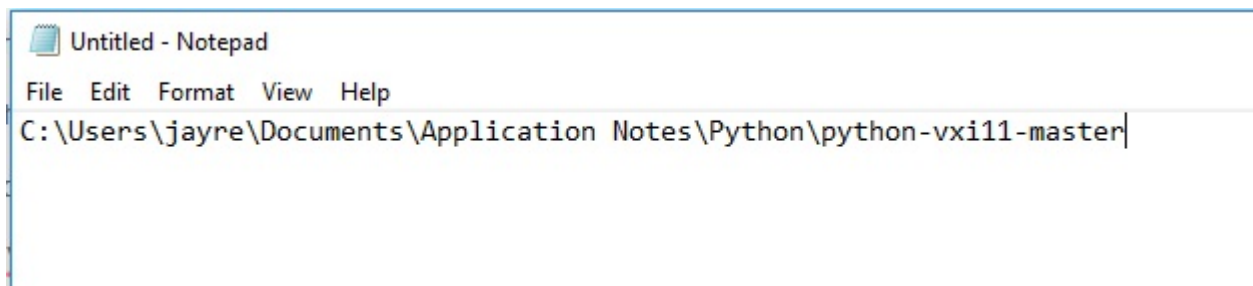 Untitled - Notepad
File Edit Format View Help
C:\Users\jayre\Documents\Application Notes\Python\python-vxi11-master